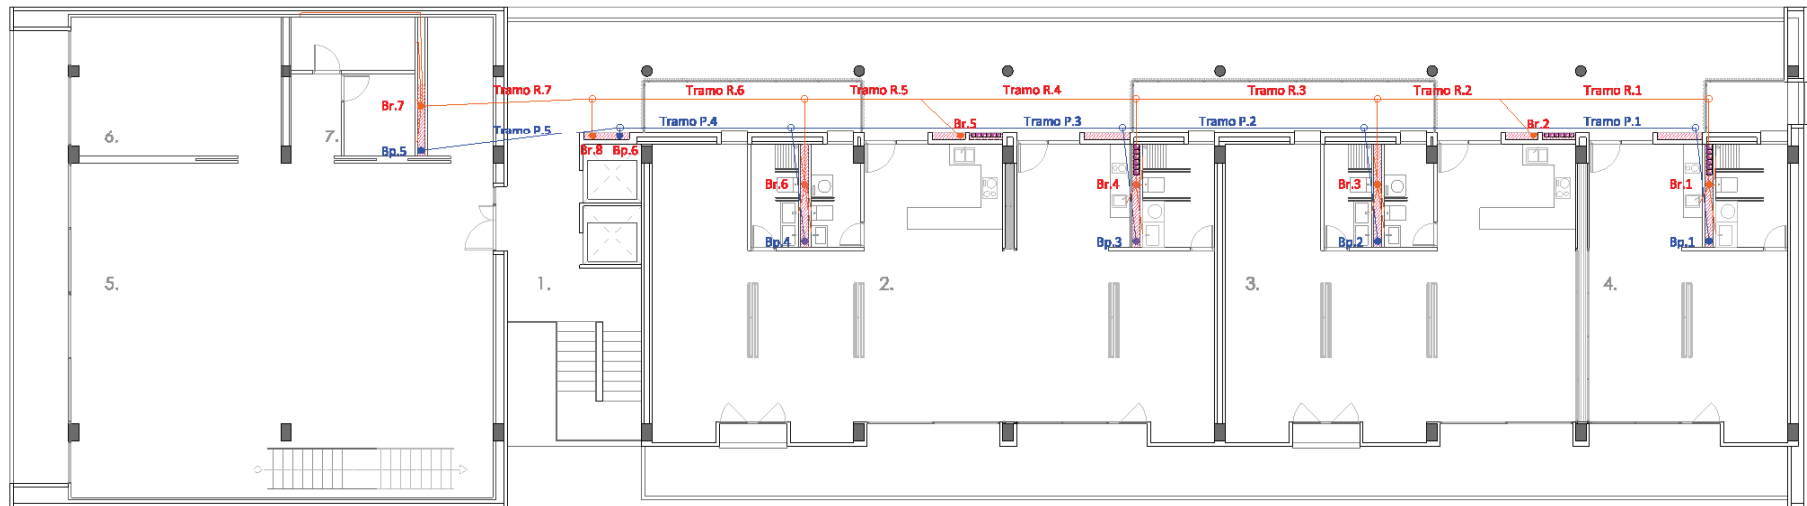 Tramo R.7
Tramo R.6
Tramo R.5
Tramo R.4
Tramo R.3
Tramo R.2
Tramo R.1
Br.7
Tramo P.5
Tramo P.4
Br.5
Tramo P.3
Tramo P.2
Br.2
Tramo P.1
6.
7.
Bp.5
Br.8
Bp.6
Br.6
Br.4
Br.3
Br.1
Bp.4
Bp.3
Bp.2
Bp.1
5.
1.
2.
3.
4.